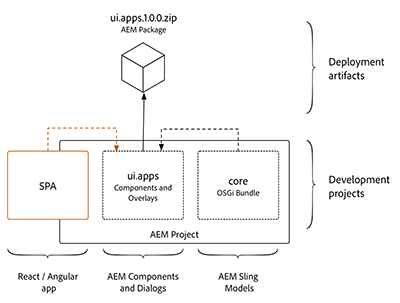 ui.apps.1.0.0.zip
AEM Package
Deployment
artifacts
SPA
ui.apps
Components and
Overlays
core
OSGi Bundle
Development
projects
AEM Project
React / Angular
app
AEM Components
and Dialogs
AEM Sling
Models